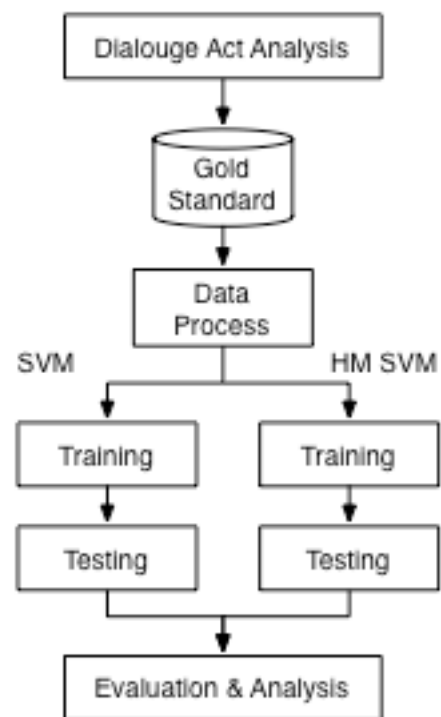 Dialouge Act Analysis
Gold
Standard
Data
Process
SVM
HM SVM
Training
Training
Testing
Testing
Evaluation & Analysis